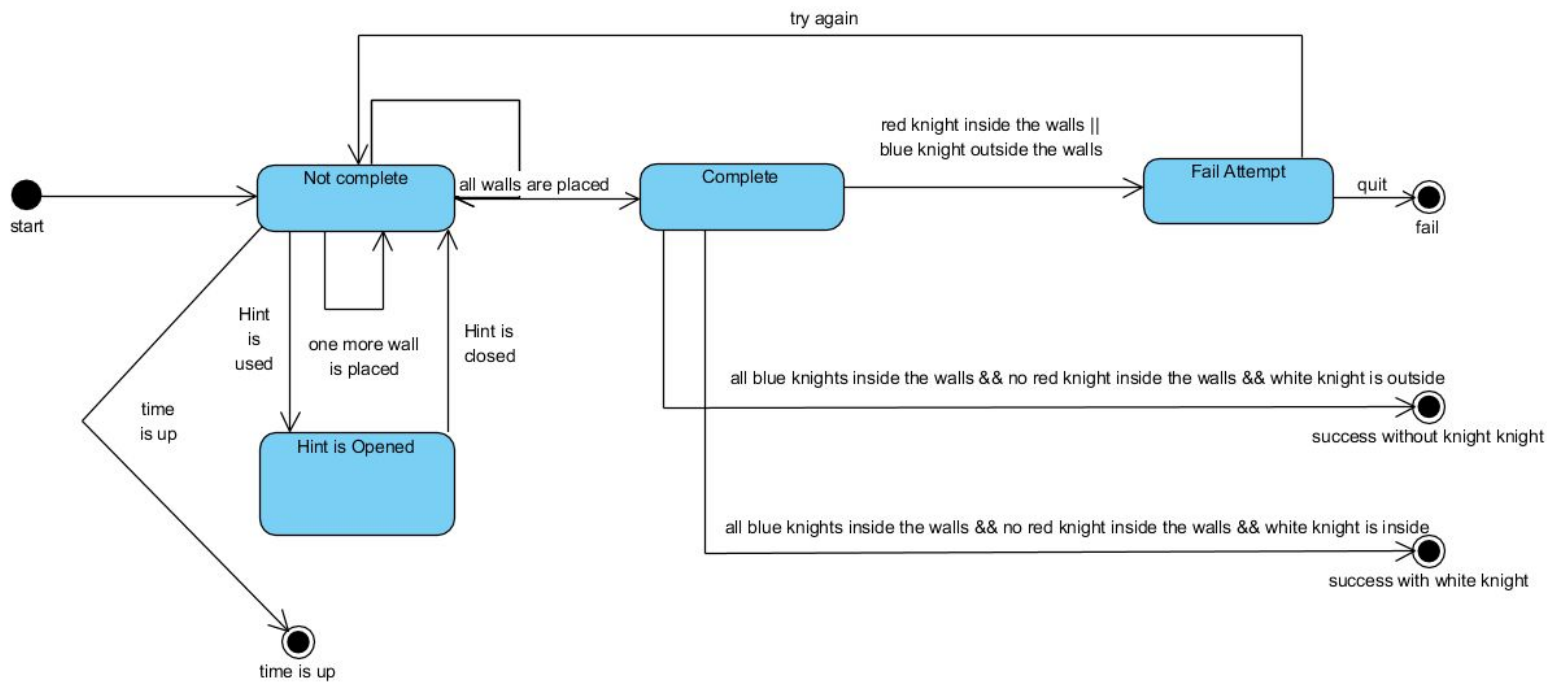 try again
red knight inside the walls ||
blue knight outside the walls
Not complete
all walls are placed
Complete
Fail Attempt
quit
start
fail
Hint
is
used
one more wall
is placed
Hint is
closed
all blue knights inside the walls && no red knight inside the walls && white knight is outside
time
is up
success without knight knight
Hint is Opened
all blue knights inside the walls && no red knight inside the walls && white knight is inside
success with white knight
time is up